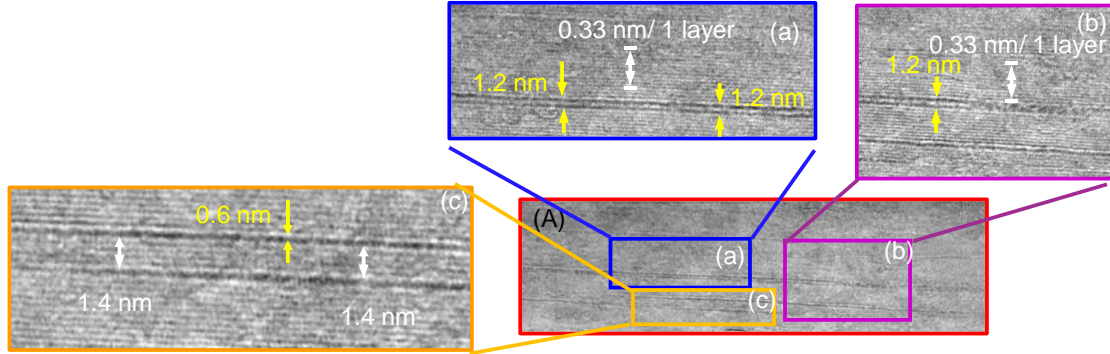 0.33 nm/ 1 layer
(a)
1.2 nm
1.2 nm
(b)
0.33 nm/ 1 layer
1.2 nm
(c)
0.6 nm
1.4 nm
1.4 nm
(A)
(a)
(b)
(c)